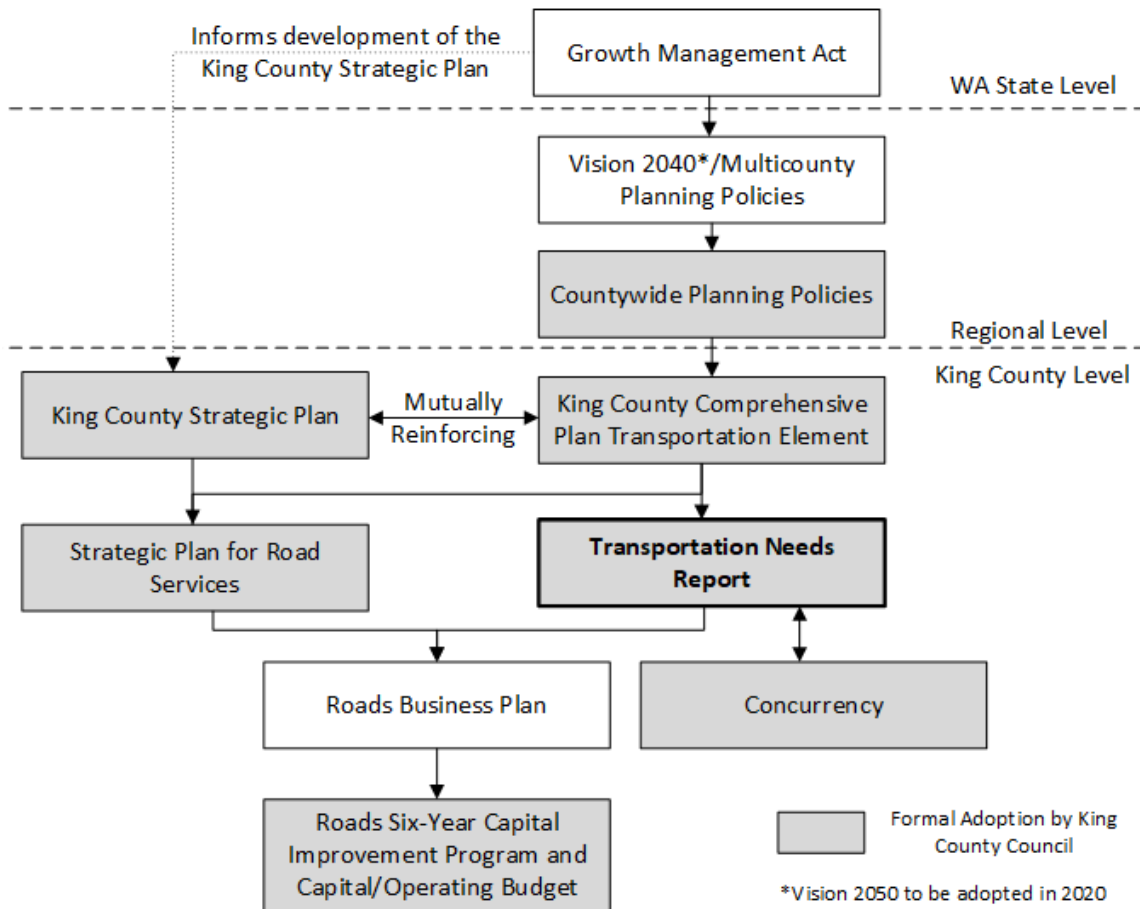 Informs development of the
King County Strategic Plan
Growth Management Act
WA State Level
Vision 2040*/Multicounty
Planning Policies
Countywide Planning Policies
Regional Level
King County Level
King County Strategic Plan
Mutually
Reinforcing
King County Comprehensive
Plan Transportation Element
Strategic Plan for Road
Services
Transportation Needs
Report
Roads Business Plan
Concurrency
Roads Six-Year Capital
Improvement Program and
Capital/Operating Budget
Formal Adoption by King
County Council
*Vision 2050 to be adopted in 2020